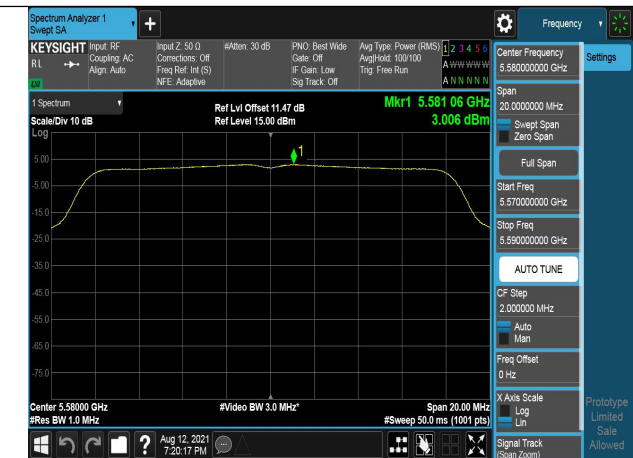 Spectrum Analyzer 1
Swept SA
+
Frequency
KEYSIGHT
RL
Input: RF
Coupling: AC
Align: Auto
Input Z: 50 Ω
Corrections: Off
Freq Ref: Int (S)
NFE: Adaptive
#Atten: 30 dB
PNO: Best Wide
Gate: Off
IF Gain: Low
Sig Track: Off
Avg Type: Power (RMS)
Avg|Hold: 100/100
Trig: Free Run
1 2 3 4 5 6
A W W W W W
A N N N N N
1 Spectrum
Scale/Div 10 dB
Log
Ref Lvl Offset 11.47 dB
Ref Level 15.00 dBm
Mkr1 5.581 06 GHz
3.006 dBm
1
5.00
-5.00
-15.0
-25.0
-35.0
-45.0
-55.0
-65.0
-75.0
Center 5.58000 GHz
#Res BW 1.0 MHz
#Video BW 3.0 MHz*
Span 20.00 MHz
#Sweep 50.0 ms (1001 pts)
?
Aug 12, 2021
7:20:17 PM
Center Frequency
5.580000000 GHz
Settings
Span
20.0000000 MHz
Swept Span
Zero Span
Full Span
Start Freq
5.570000000 GHz
Stop Freq
5.590000000 GHz
AUTO TUNE
CF Step
2.000000 MHz
Auto
Man
Freq Offset
0 Hz
X Axis Scale
Log
Lin
Signal Track
(Span Zoom)
Prototype
Limited
Sale
Allowed